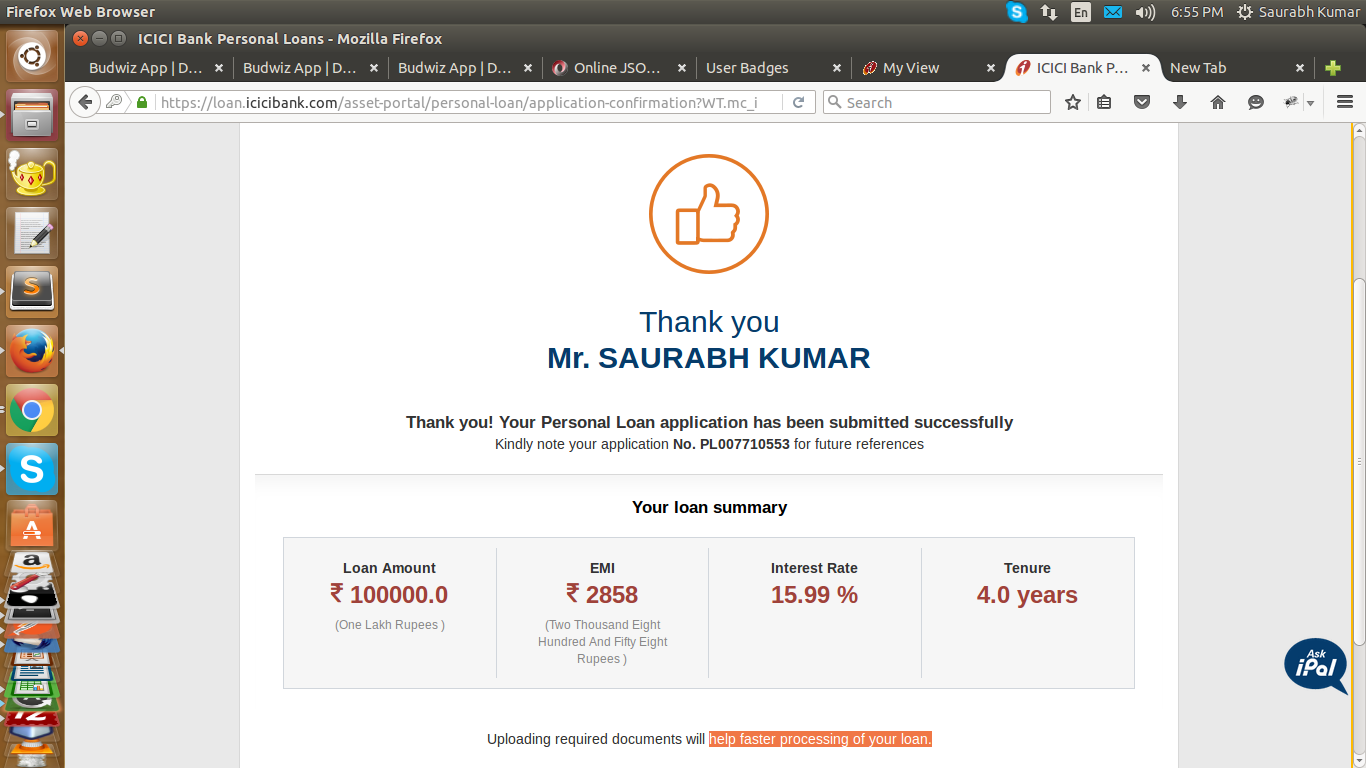 Firefox Web Browser
En
6:55 PM
Saurabh Kumar
ICICI Bank Personal Loans - Mozilla Firefox
Budwiz App | D...
Budwiz App | D...
Budwiz App | D...
Online JSO...
User Badges
My View
ICICI Bank P...
New Tab
https://loan.icicibank.com/asset-portal/personal-loan/application-confirmation?WT.mc_i
Search
Thank you
Mr. SAURABH KUMAR
Thank you! Your Personal Loan application has been submitted successfully
Kindly note your application No. PL007710553 for future references
Your loan summary
Loan Amount
₹ 100000.0
(One Lakh Rupees )
EMI
₹ 2858
(Two Thousand Eight
Hundred And Fifty Eight
Rupees )
Interest Rate
15.99 %
Tenure
4.0 years
Ask
iPal
Uploading required documents will help faster processing of your loan.